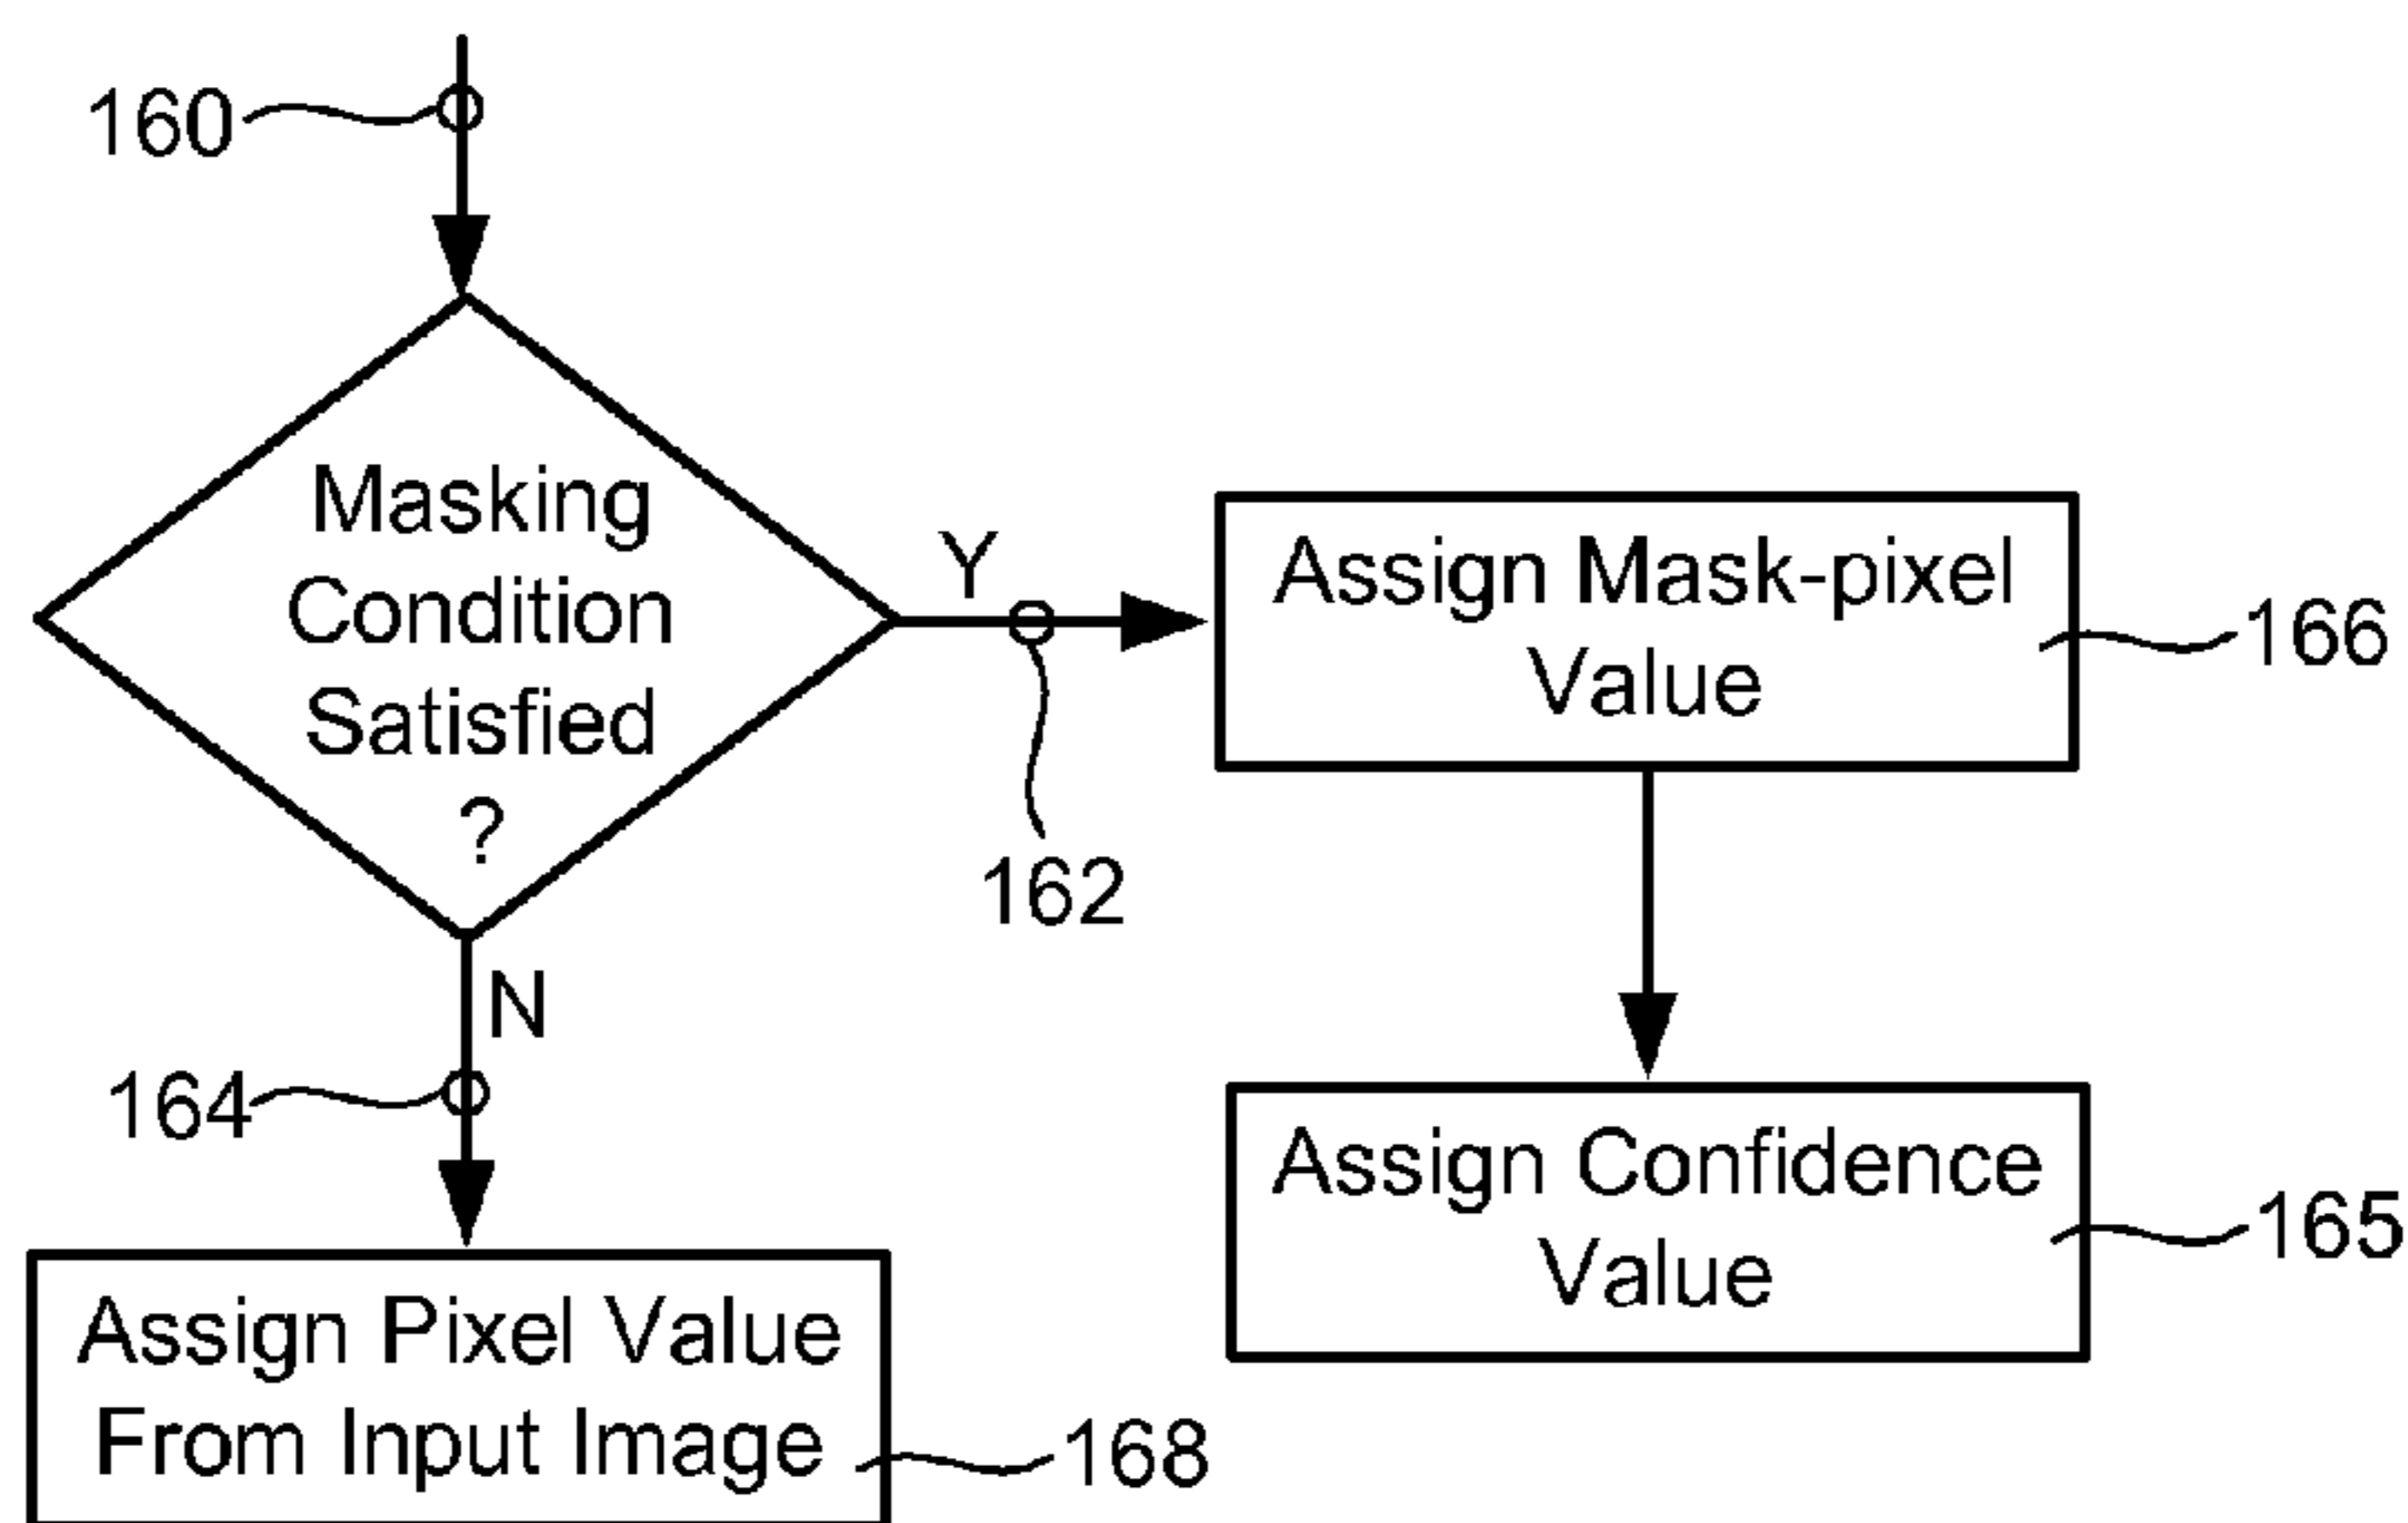 160
Masking
Condition
Satisfied
?
Y
162
Assign Mask-pixel
Value
166
N
164
Assign Confidence
Value
165
Assign Pixel Value
From Input Image
168